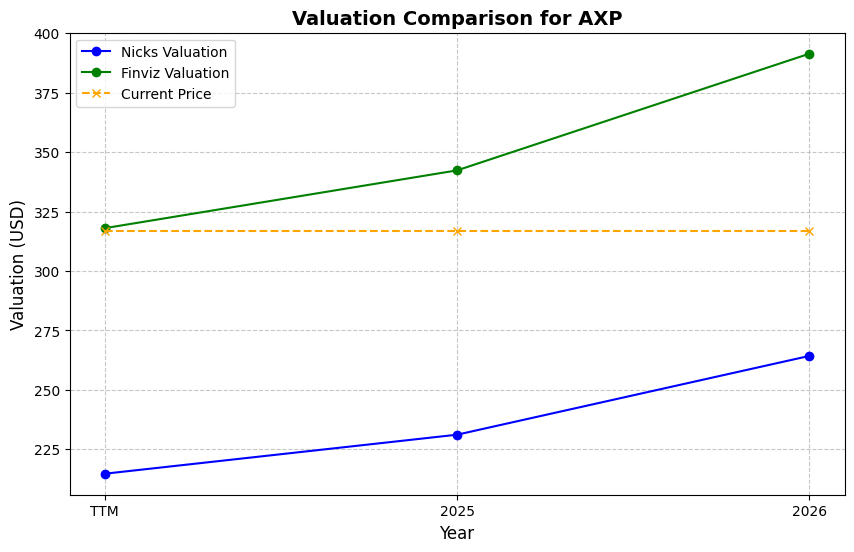 Valuation Comparison for AXP
Nicks Valuation
Finviz Valuation
Current Price
Valuation (USD)
400
375
350
325
300
275
250
225
TTM 2025 2026
Year